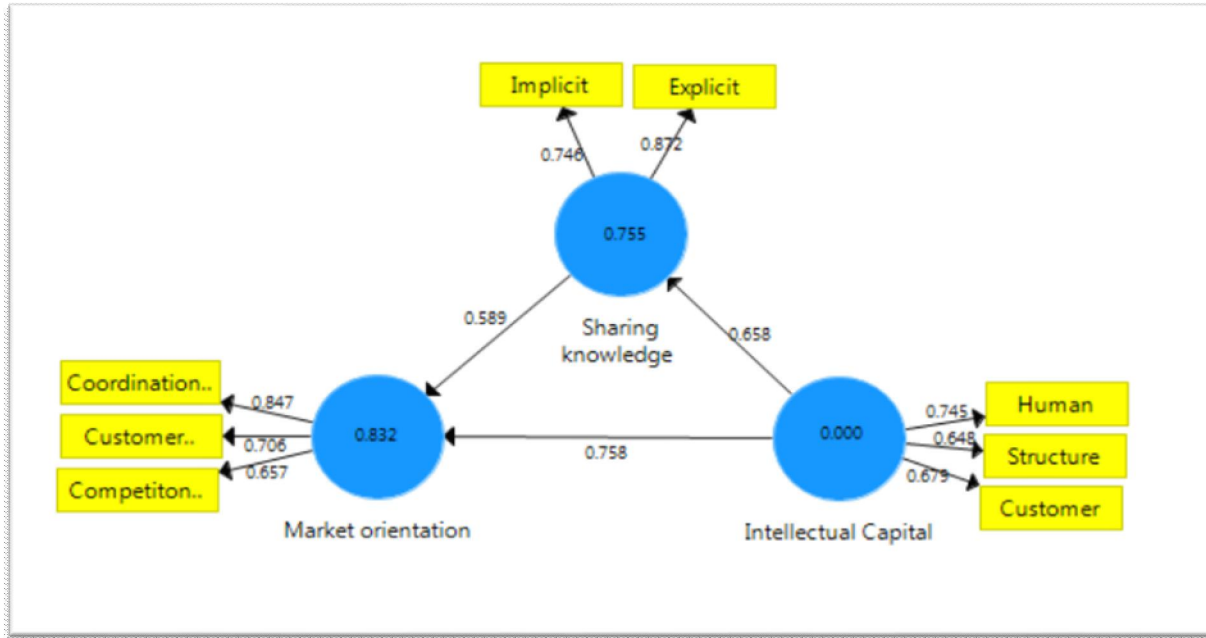 Implicit
Explicit
0.746
0.872
0.755
Sharing
knowledge
0.589
0.658
Coordination..
Customer..
Competiton..
0.847
0.706
0.657
0.832
Market orientation
0.758
0.000
Intellectual Capital
0.745
0.648
0.679
Human
Structure
Customer